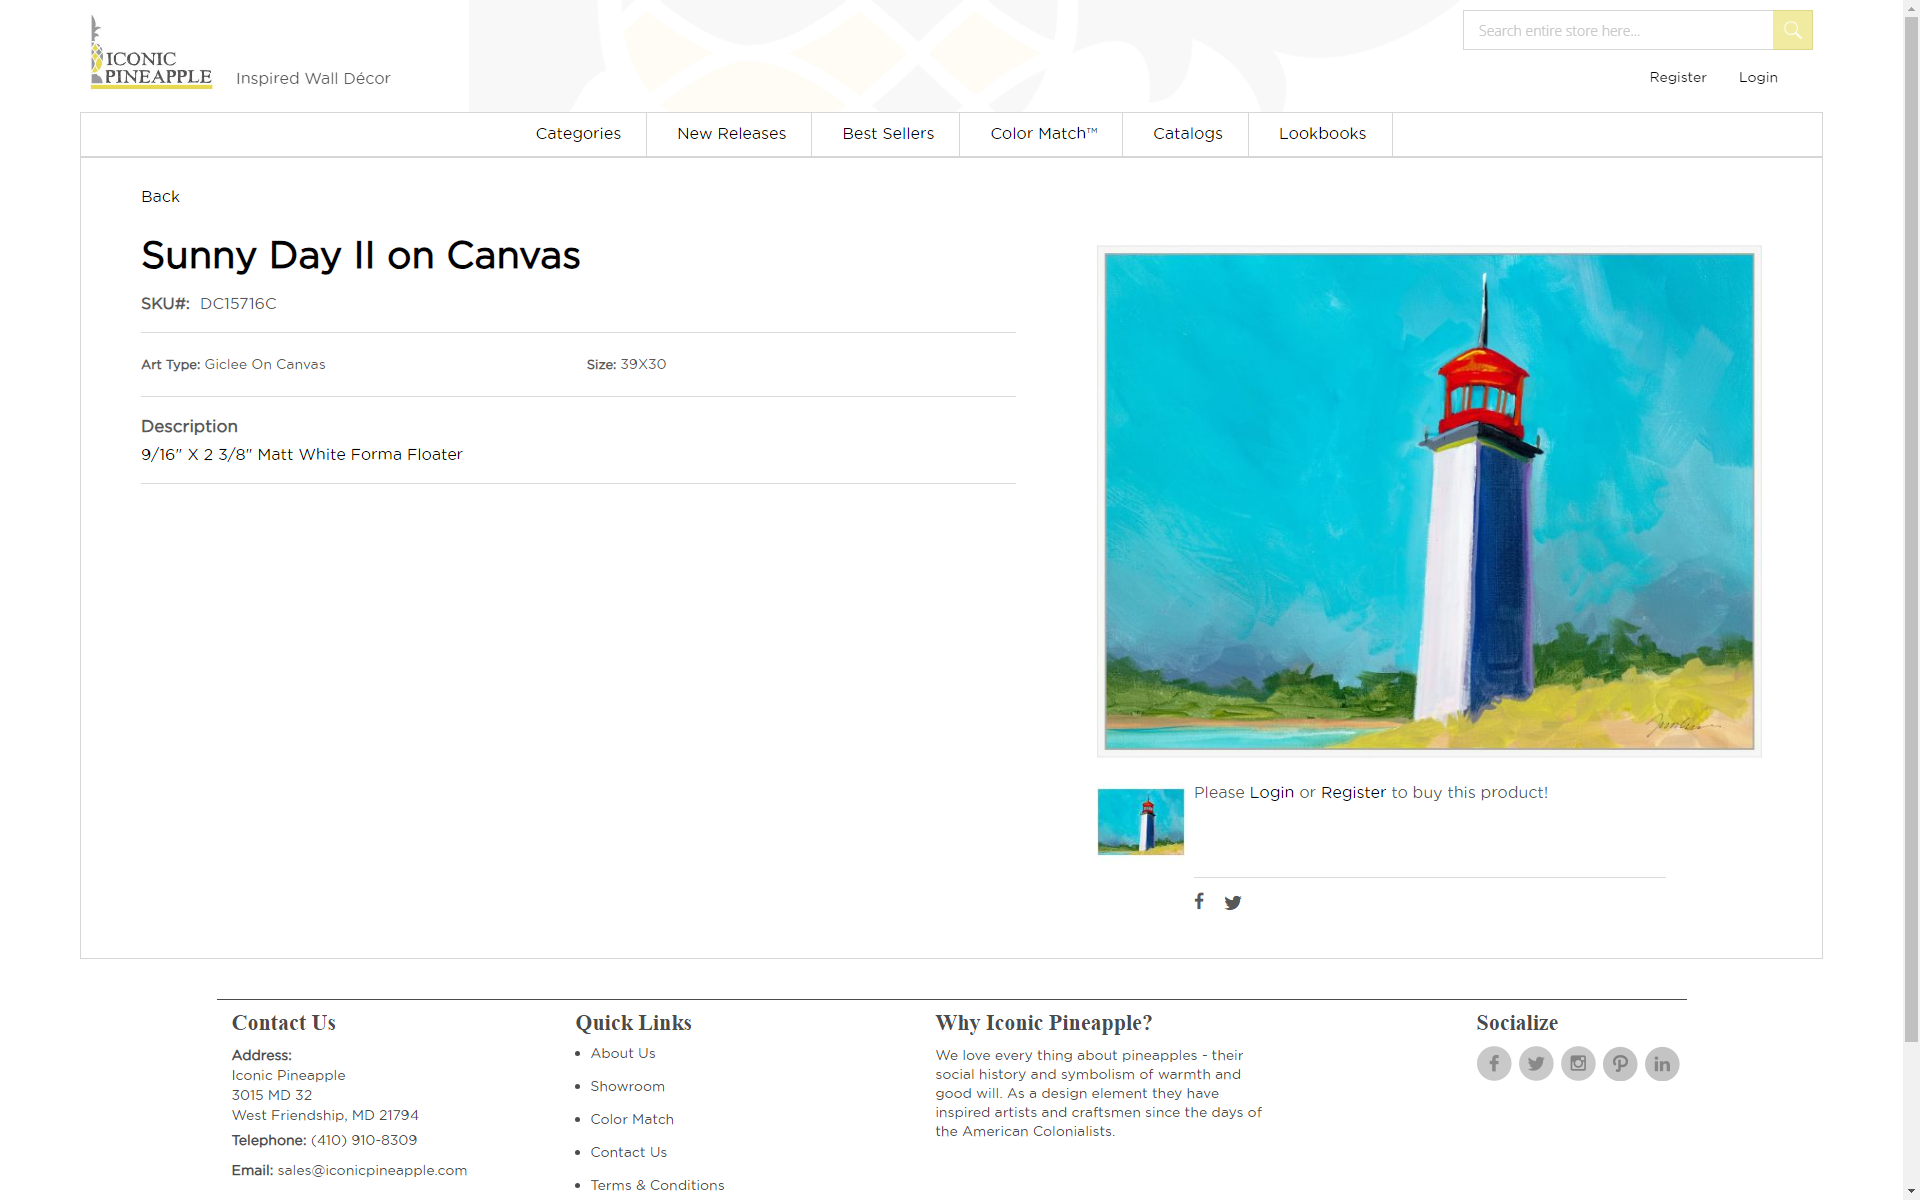 ICONIC
PINEAPPLE
Inspired Wall Décor
Search entire store here...
Register
Login
Categories
New Releases
Best Sellers
Color Match™
Catalogs
Lookbooks
Back
Sunny Day II on Canvas
SKU#: DC15716C
Art Type: Giclee On Canvas
Size: 39X30
Description
9/16" X 2 3/8" Matt White Forma Floater
Please Login or Register to buy this product!
Contact Us
Address:
Iconic Pineapple
3015 MD 32
West Friendship, MD 21794
Telephone: (410) 910-8309
Email: sales@iconicpineapple.com
Quick Links
About Us
Showroom
Color Match
Contact Us
Terms & Conditions
Why Iconic Pineapple?
We love every thing about pineapples - their
social history and symbolism of warmth and
good will. As a design element they have
inspired artists and craftsmen since the days of
the American Colonialists.
Socialize